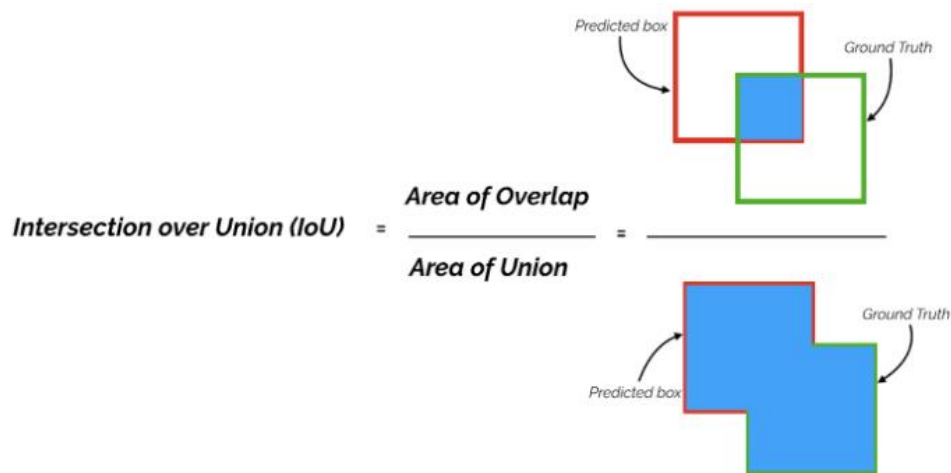 Predicted box
Ground Truth
Intersection over Union (IoU) = Area of Overlap =
Area of Union
Ground Truth
Predicted box